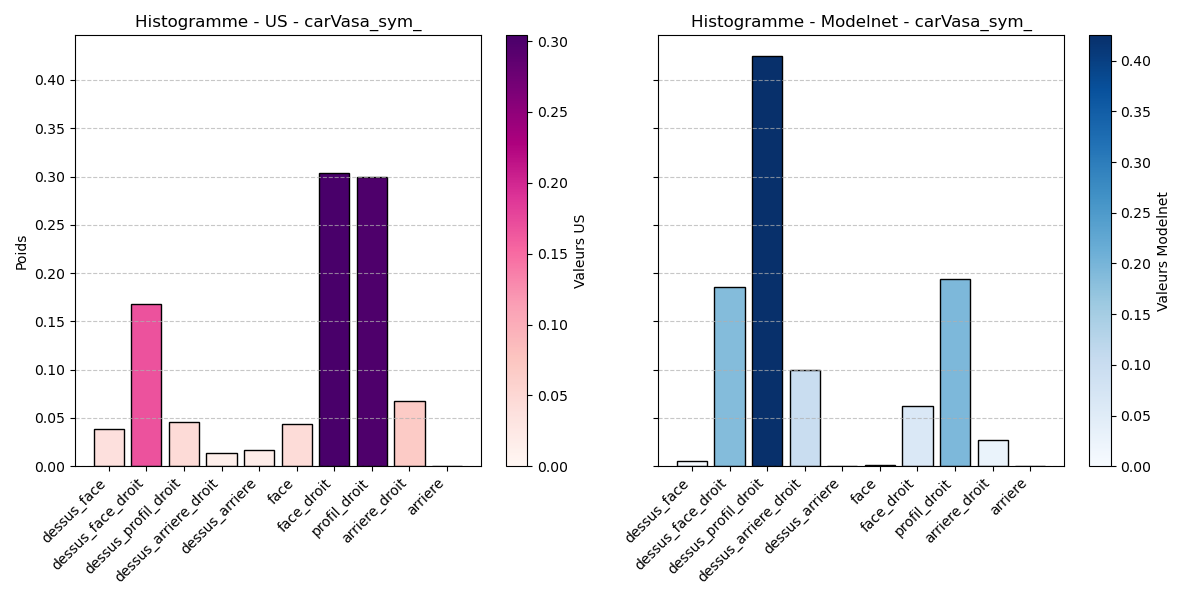 Histogramme - US - carVasa_sym_
Poids
0.40
0.35
0.30
0.25
0.20
0.15
0.10
0.05
0.00
dessus_face
dessus_face_droit
dessus_profil_droit
dessus_arriere_droit
dessus_arriere
face
face_droit
profil_droit
arriere_droit
arriere
0.30
0.25
0.20
0.15
0.10
0.05
0.00
Valeurs US
Histogramme - Modelnet - carVasa_sym_
dessus_face
dessus_face_droit
dessus_profil_droit
dessus_arriere_droit
dessus_arriere
face
face_droit
profil_droit
arriere_droit
arriere
0.40
0.35
0.30
0.25
0.20
0.15
0.10
0.05
0.00
Valeurs Modelnet